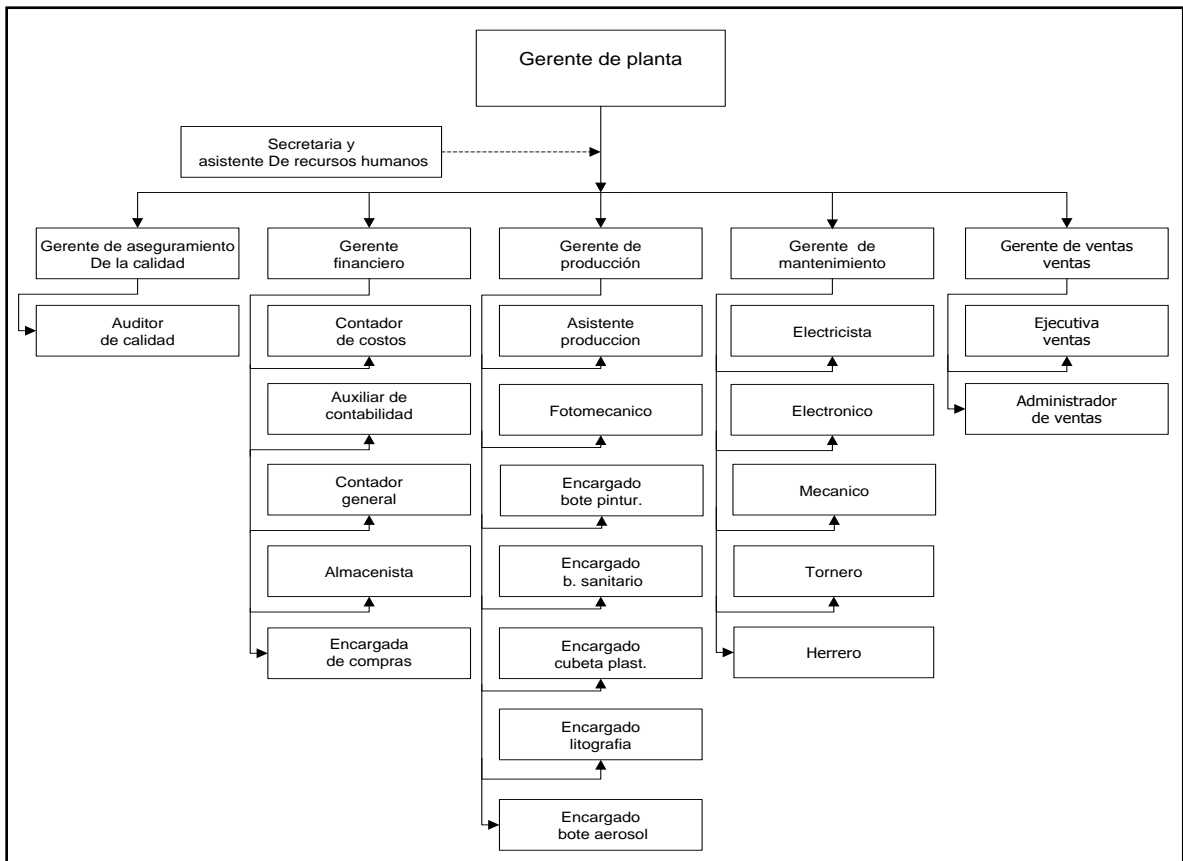 Gerente de planta
Secretaria y
asistente De recursos humanos
Gerente de aseguramiento
De la calidad
Gerente
financiero
Gerente de
producción
Gerente de
mantenimiento
Gerente de ventas
ventas
Auditor
de calidad
Contador
de costos
Asistente
produccion
Electricista
Ejecutiva
ventas
Auxiliar de
contabilidad
Fotomecanico
Electronico
Administrador
de ventas
Contador
general
Encargado
bote pintur.
Mecanico
Almacenista
Encargado
b. sanitario
Tornero
Encargada
de compras
Encargado
cubeta plast.
Herrero
Encargado
litografia
Encargado
bote aerosol